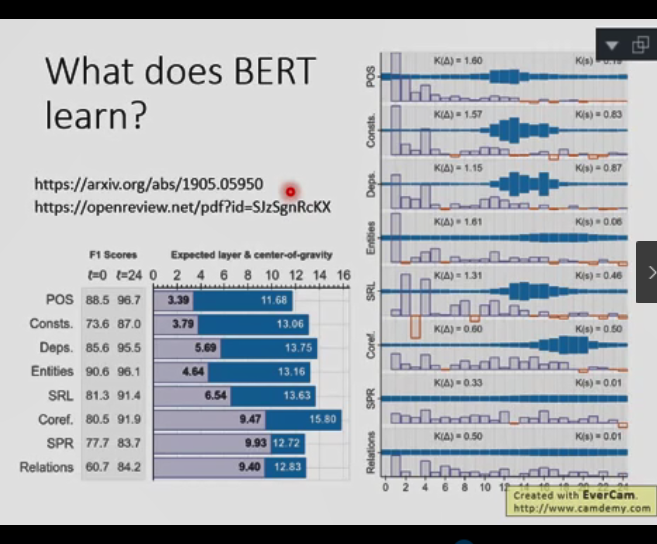 What does BERT
learn?
https://arxiv.org/abs/1905.05950
https://openreview.net/pdf?id=SJzSgnRcKX
F1 Scores Expected layer & center-of-gravity
ℓ=0 ℓ=24 0 2 4 6 8 10 12 14 16
POS 88.5 96.7 3.39 11.68
Consts. 73.6 87.0 3.79 13.06
Deps. 85.6 95.5 5.69 13.75
Entities 90.6 96.1 4.64 13.16
SRL 81.3 91.4 6.54 13.63
Coref. 80.5 91.9 9.47 15.80
SPR 77.7 83.7 9.93 12.72
Relations 60.7 84.2 9.40 12.83
POS K(Δ) = 1.60
Consts. K(Δ) = 1.57 K(s) = 0.83
Deps. K(Δ) = 1.15 K(s) = 0.87
Entities K(Δ) = 1.61 K(s) = 0.06
SRL K(Δ) = 1.31 K(s) = 0.46
Coref. K(Δ) = 0.60 K(s) = 0.50
SPR K(Δ) = 0.33 K(s) = 0.01
Relations K(Δ) = 0.50 K(s) = 0.01
0 2 4 6 8 10 12
Created with EverCam.
http://www.camdemy.com